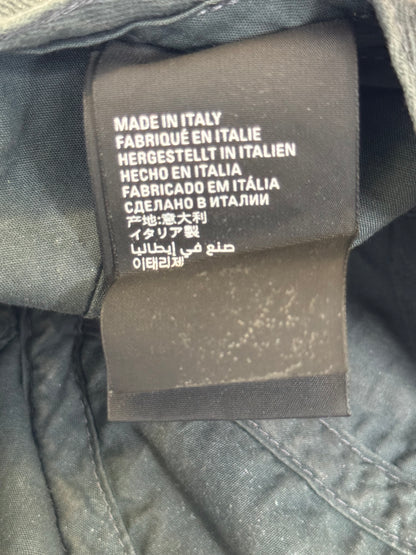 MADE IN ITALY
FABRIQUÉ EN ITALIE
HERGESTELLT IN ITALIEN
HECHO EN ITALIA
FABRICADO EM ITÁLIA
СДЕЛАНО В ИТАЛИИ
产地:意大利
イタリア製
صنع في إيطاليا
이태리제